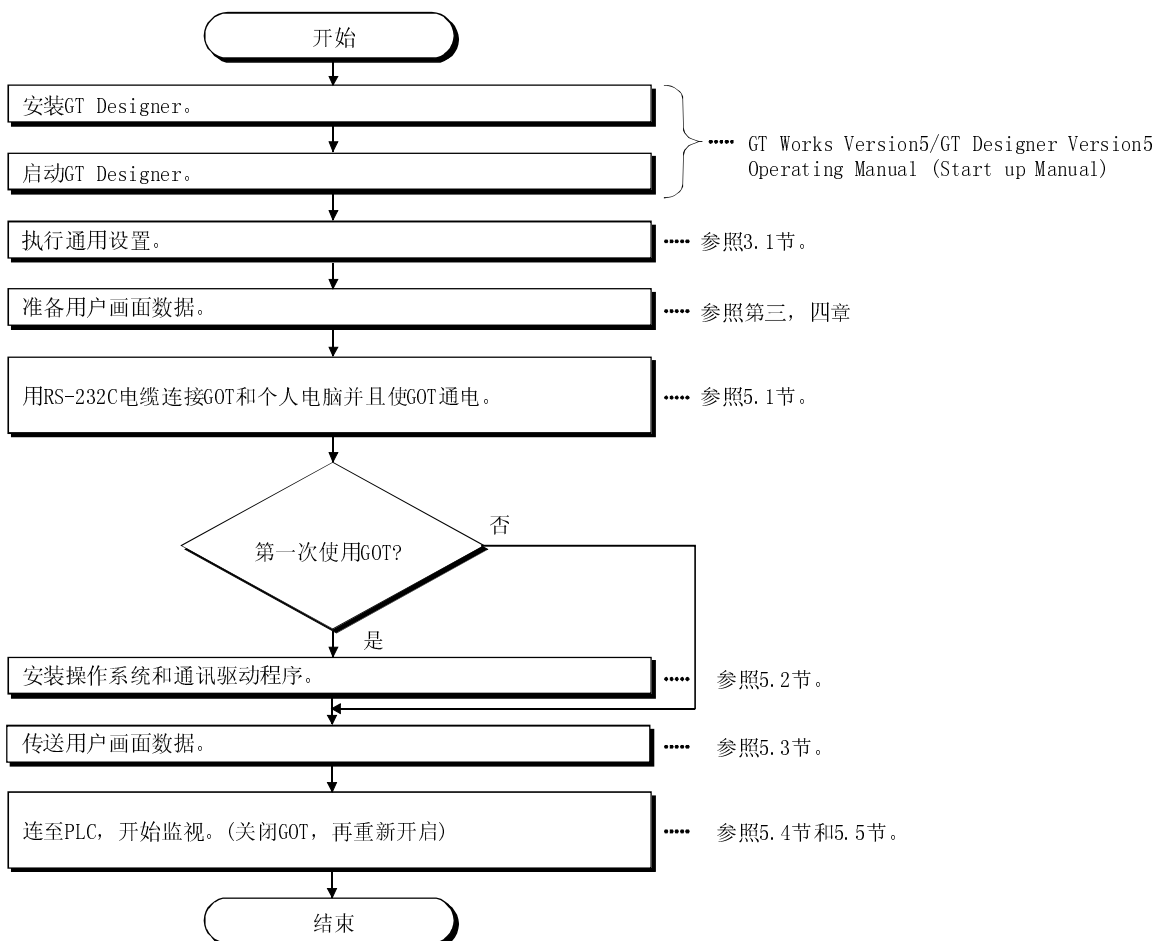 开始
安装GT Designer。
启动GT Designer。
GT Works Version5/GT Designer Version5
Operating Manual (Start up Manual)
执行通用设置。
参照3.1节。
准备用户画面数据。
参照第三，四章
用RS-232C电缆连接GOT和个人电脑并且使GOT通电。
参照5.1节。
第一次使用GOT?
否
是
安装操作系统和通讯驱动程序。
参照5.2节。
传送用户画面数据。
参照5.3节。
连至PLC，开始监视。(关闭GOT，再重新开启)
参照5.4节和5.5节。
结束